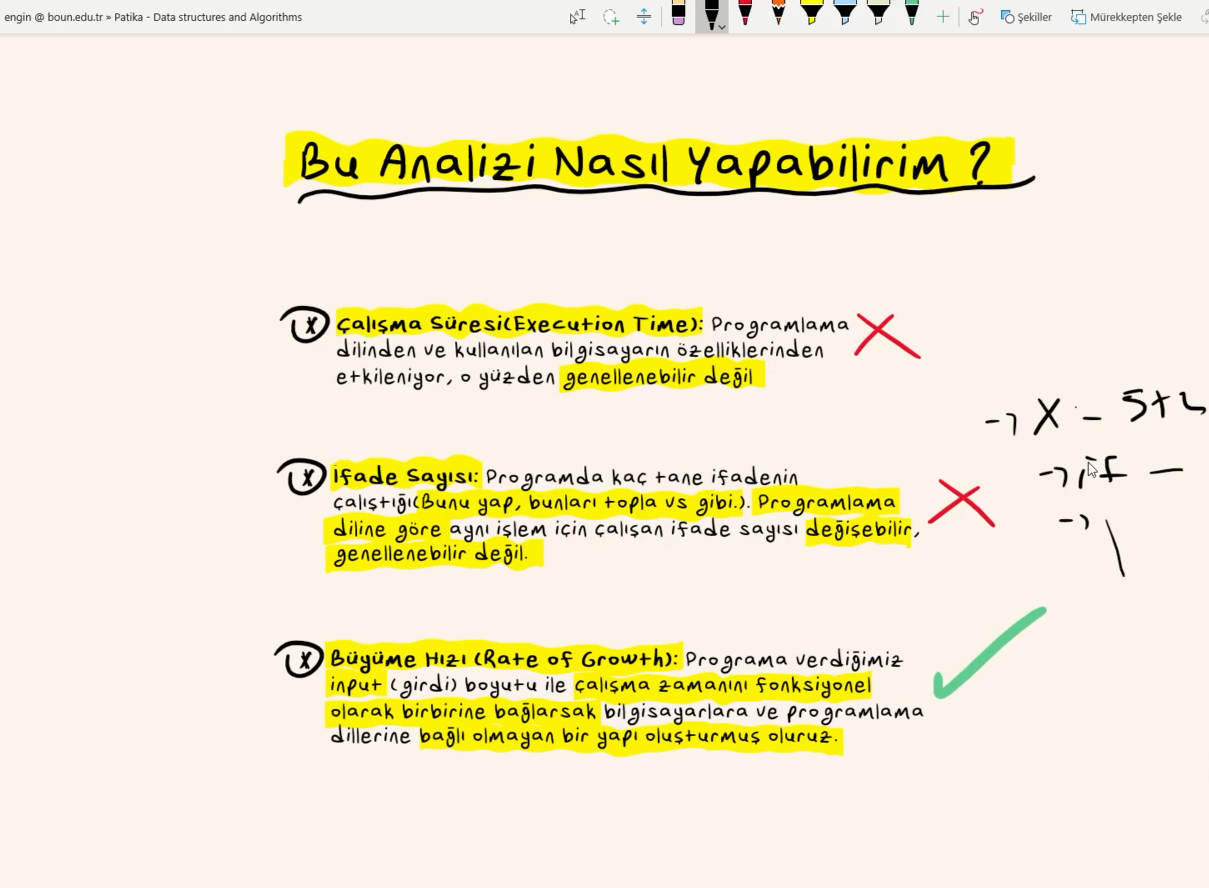 engin @ boun.edu.tr » Patika - Data structures and Algorithms
Şekiller
Mürekkepten Şekle
Bu Analizi Nasıl Yapabilirim ?
Çalışma Süresi(Execution Time): Programlama
dilinden ve kullanılan bilgisayarın özelliklerinden
etkileniyor, o yüzden genellenebilir değil
İfade Sayısı: Programda kaç tane ifadenin
çalıştığı(Bunu yap, bunları topla vs gibi.). Programlama
diline göre aynı işlem için çalışan ifade sayısı değişebilir,
genellenebilir değil.
Büyüme Hızı (Rate of Growth): Programa verdiğimiz
input (girdi) boyutu ile çalışma zamanını fonksiyonel
olarak birbirine bağlarsak bilgisayarlara ve programlama
dillerine bağlı olmayan bir yapı oluşturmuş oluruz.
x - 5+2
if -